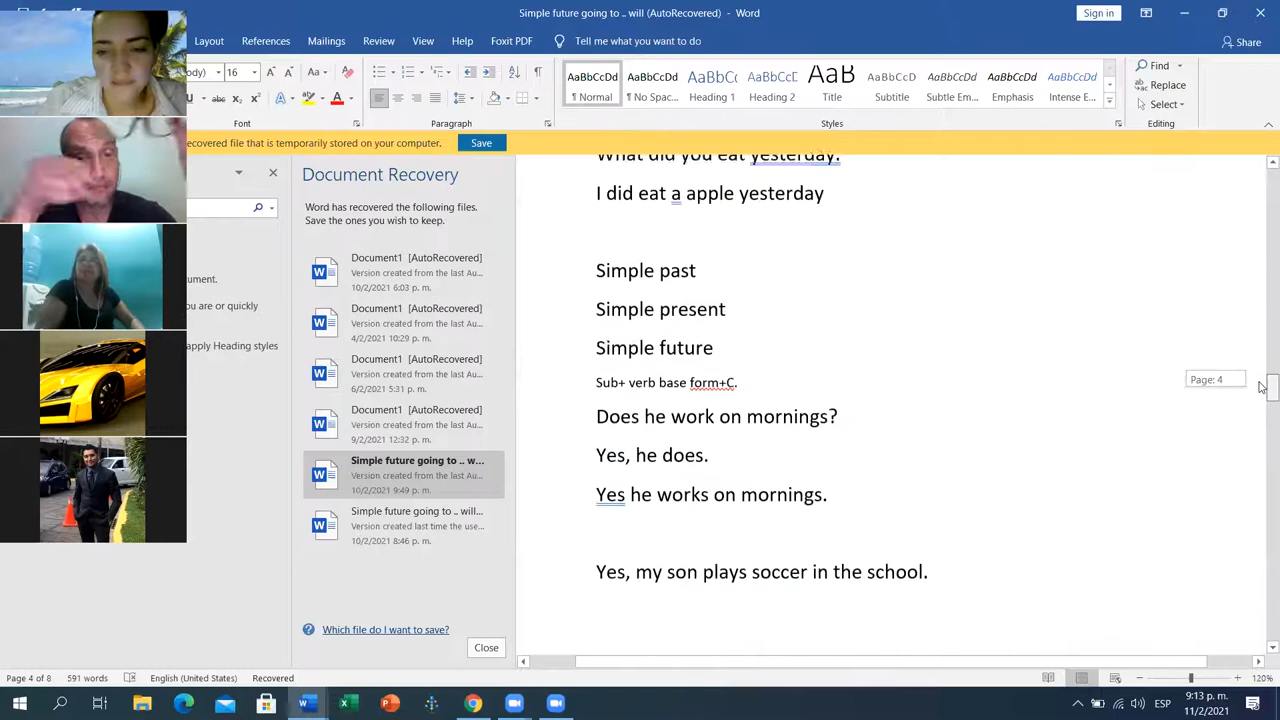 Simple future going to .. will (AutoRecovered) - Word
Sign in
Layout References Mailings Review View Help Foxit PDF Tell me what you want to do Share
16
AaBbCcDd AaBbCcDd AaBbC( AaBbCcE AaB AaBbCcD AaBbCcDd AaBbCcDd AaBbCcDd
¶ Normal ¶ No Spac... Heading 1 Heading 2 Title Subtitle Subtle Em... Emphasis Intense E...
Find
Replace
Select
Font Paragraph Styles Editing
ecovered file that is temporarily stored on your computer. Save
Document Recovery
Word has recovered the following files.
Save the ones you wish to keep.
Document1 [AutoRecovered]
Version created from the last Au...
10/2/2021 6:03 p. m.
Document1 [AutoRecovered]
Version created from the last Au...
4/2/2021 10:29 p. m.
Document1 [AutoRecovered]
Version created from the last Au...
6/2/2021 5:31 p. m.
Document1 [AutoRecovered]
Version created from the last Au...
9/2/2021 12:32 p. m.
Simple future going to .. w...
Version created from the last Au...
10/2/2021 9:49 p. m.
Simple future going to .. will...
Version created last time the use...
10/2/2021 8:46 p. m.
Which file do I want to save?
Close
cument.
ou are or quickly
apply Heading styles
What did you eat yesterday?
I did eat a apple yesterday
Simple past
Simple present
Simple future
Sub+ verb base form+C.
Does he work on mornings?
Yes, he does.
Yes he works on mornings.
Yes, my son plays soccer in the school.
Page: 4
Page 4 of 8 591 words English (United States) Recovered 120%
9:13 p. m.
11/2/2021